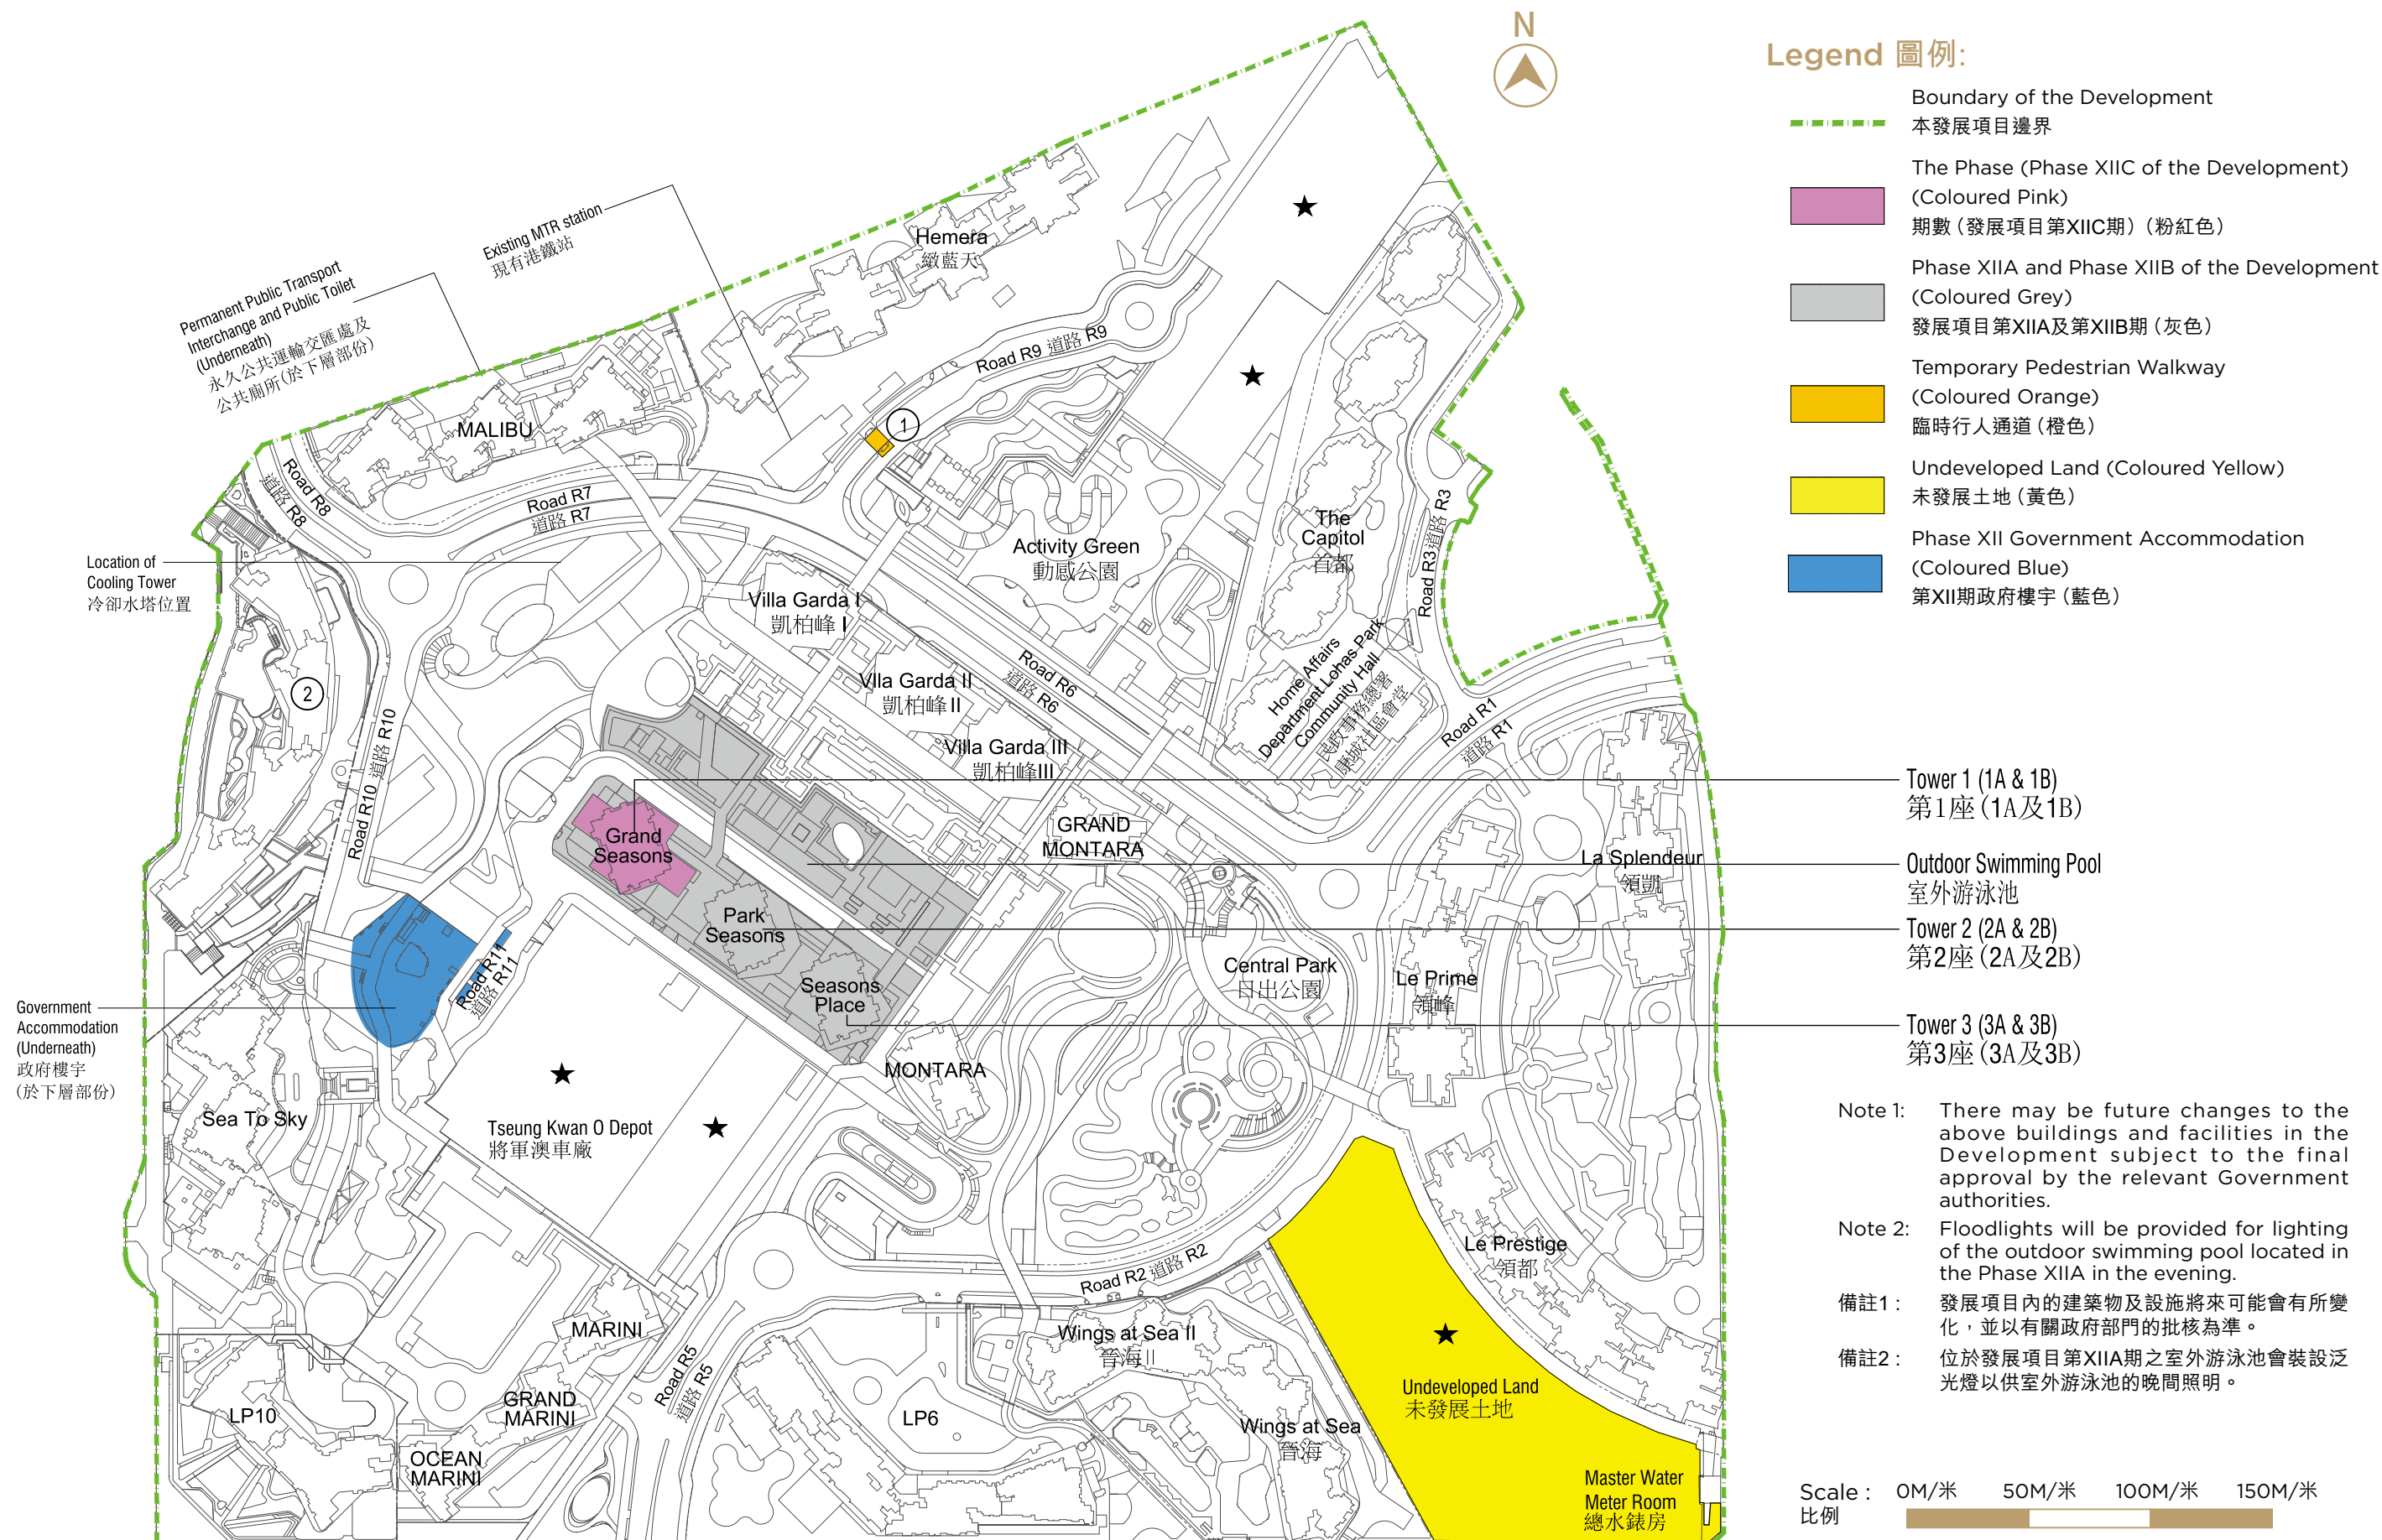 N
Legend 圖例:
Boundary of the Development
本發展項目邊界
The Phase (Phase XIIC of the Development)
(Coloured Pink)
期數（發展項目第XIIC期）（粉紅色）
Phase XIIA and Phase XIIB of the Development
(Coloured Grey)
發展項目第XIIA及第XIIB期（灰色）
Temporary Pedestrian Walkway
(Coloured Orange)
臨時行人通道（橙色）
Undeveloped Land (Coloured Yellow)
未發展土地（黃色）
Phase XII Government Accommodation
(Coloured Blue)
第XII期政府樓宇（藍色）
Existing MTR station
現有港鐵站
Permanent Public Transport
Interchange and Public Toilet
(Underneath)
永久公共運輸交匯處及
公共廁所(於下層部份)
Hemera
緻藍天
Road R9 道路 R9
MALIBU
1
Road R8
道路 R8
Road R7
道路 R7
Location of
Cooling Tower
冷卻水塔位置
Activity Green
動感公園
The
Capitol
首都
Road R3 道路 R3
Villa Garda I
凱柏峰 I
Vlla Garda II
凱柏峰 II
Villa Garda III
凱柏峰III
Road R6
道路 R6
Home Affairs
Department Lohas Park
Community Hall
民政事務總署
康城社區會堂
Road R1
道路 R1
2
Road R10 道路 R10
Tower 1 (1A & 1B)
第1座（1A及1B）
Grand
Seasons
GRAND
MONTARA
La Splendeur
領凱
Outdoor Swimming Pool
室外游泳池
Park
Seasons
Tower 2 (2A & 2B)
第2座（2A及2B）
Road R11
道路 R11
Central Park
日出公園
Le Prime
領峰
Seasons
Place
Tower 3 (3A & 3B)
第3座（3A及3B）
Government
Accommodation
(Underneath)
政府樓宇
(於下層部份)
MONTARA
Sea To Sky
Tseung Kwan O Depot
將軍澳車廠
Note 1: There may be future changes to the
above buildings and facilities in the
Development subject to the final
approval by the relevant Government
authorities.
Note 2: Floodlights will be provided for lighting
of the outdoor swimming pool located in
the Phase XIIA in the evening.
備註1： 發展項目內的建築物及設施將來可能會有所變
化，並以有關政府部門的批核為準。
備註2： 位於發展項目第XIIA期之室外游泳池會裝設泛
光燈以供室外游泳池的晚間照明。
Le Prestige
領都
Road R2 道路 R2
MARINI
Wings at Sea II
晉海 II
Road R5
道路 R5
Undeveloped Land
未發展土地
GRAND
MARINI
LP10
LP6
Wings at Sea
晉海
OCEAN
MARINI
Master Water
Meter Room
總水錶房
Scale : 0M/米 50M/米 100M/米 150M/米
比例